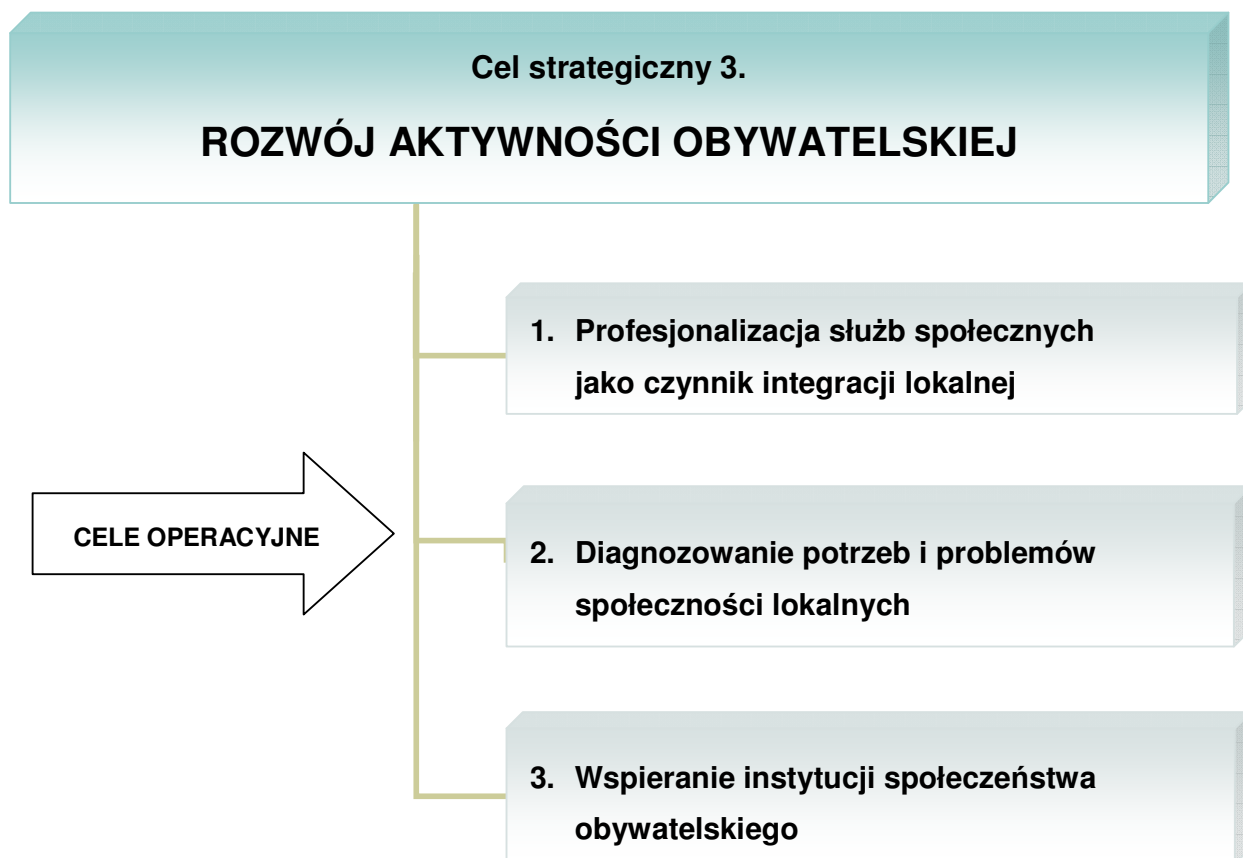 Cel strategiczny 3.
ROZWÓJ AKTYWNOŚCI OBYWATELSKIEJ
1. Profesjonalizacja służb społecznych
jako czynnik integracji lokalnej
CELE OPERACYJNE
2. Diagnozowanie potrzeb i problemów
społeczności lokalnych
3. Wspieranie instytucji społeczeństwa
obywatelskiego